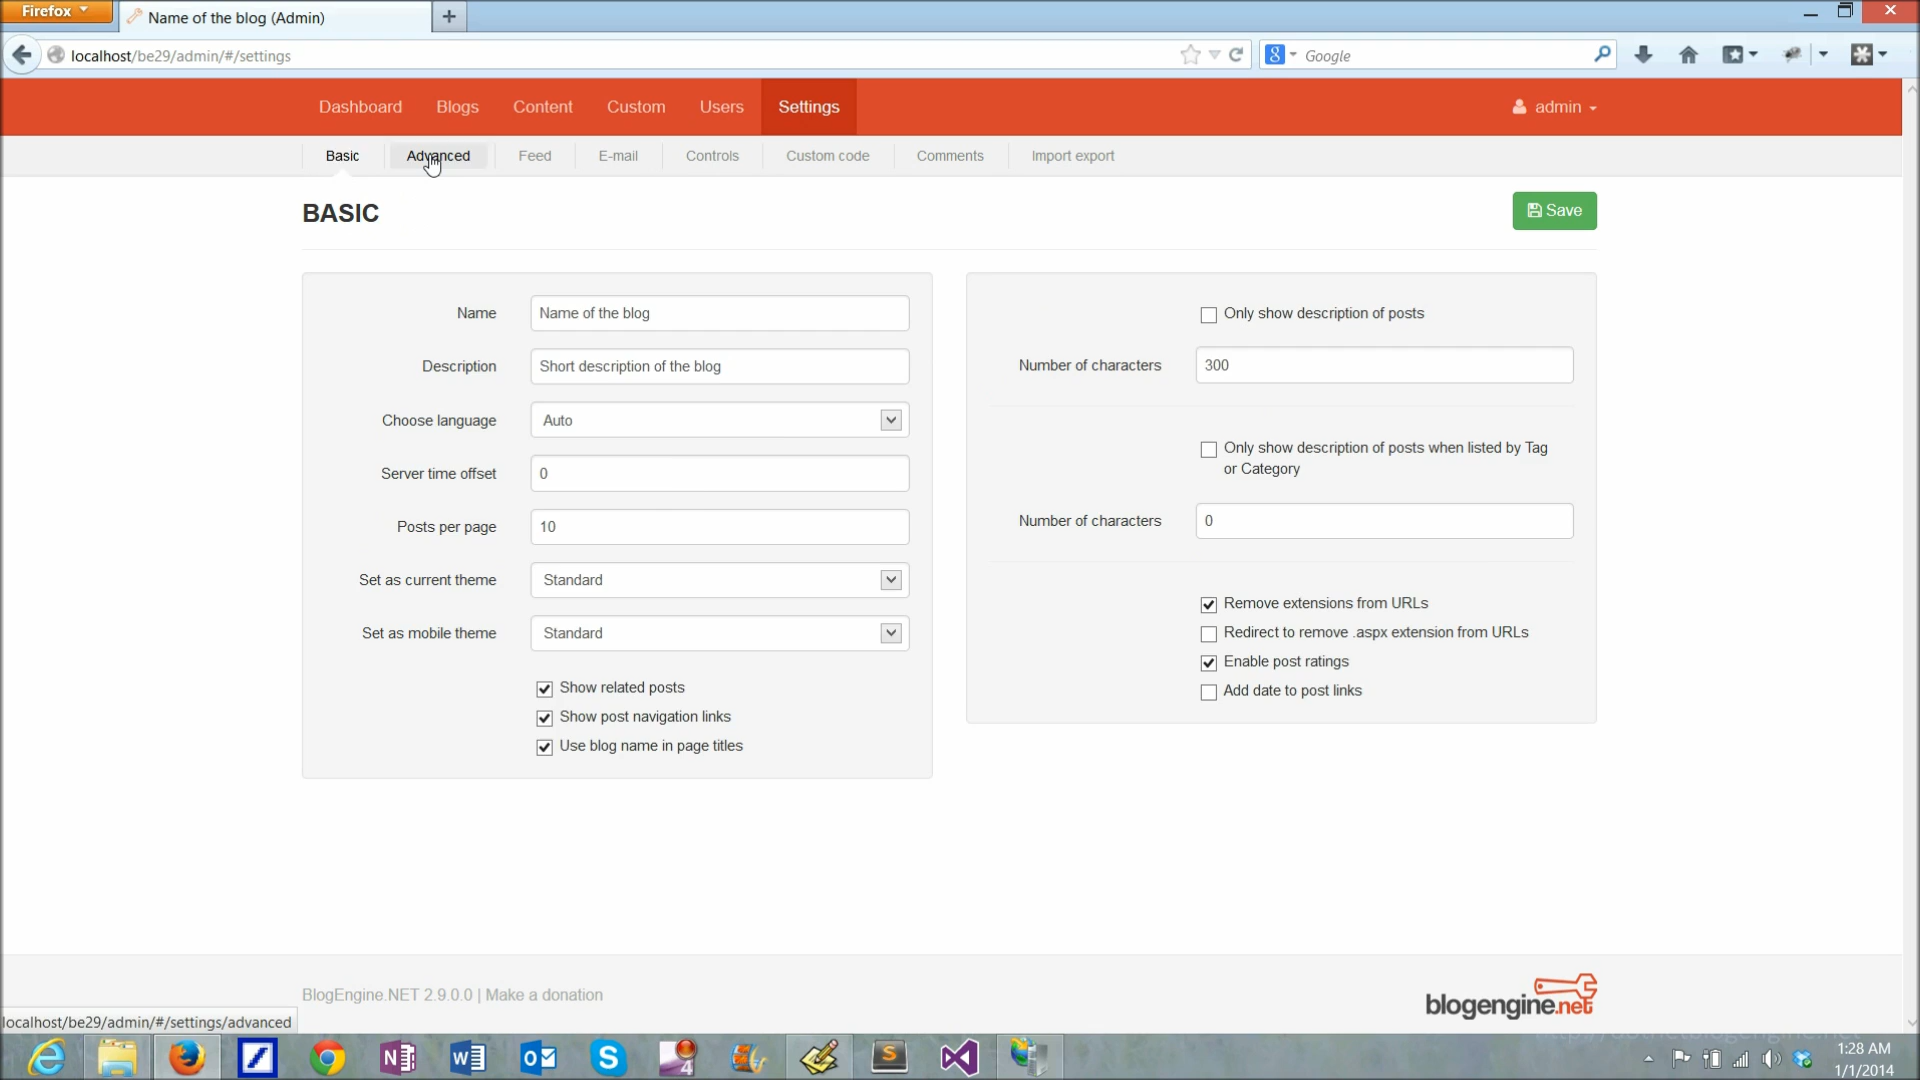 Firefox
Name of the blog (Admin)
localhost/be29/admin/#/settings
Google
Dashboard
Blogs
Content
Custom
Users
Settings
admin
Basic
Advanced
Feed
E-mail
Controls
Custom code
Comments
Import export
BASIC
Save
Name
Name of the blog
Description
Short description of the blog
Choose language
Auto
Server time offset
0
Posts per page
10
Set as current theme
Standard
Set as mobile theme
Standard
Show related posts
Show post navigation links
Use blog name in page titles
Only show description of posts
Number of characters
300
Only show description of posts when listed by Tag
or Category
Number of characters
0
Remove extensions from URLs
Redirect to remove .aspx extension from URLs
Enable post ratings
Add date to post links
BlogEngine.NET 2.9.0.0 | Make a donation
blogengine.net
localhost/be29/admin/#/settings/advanced
1:28 AM
1/1/2014